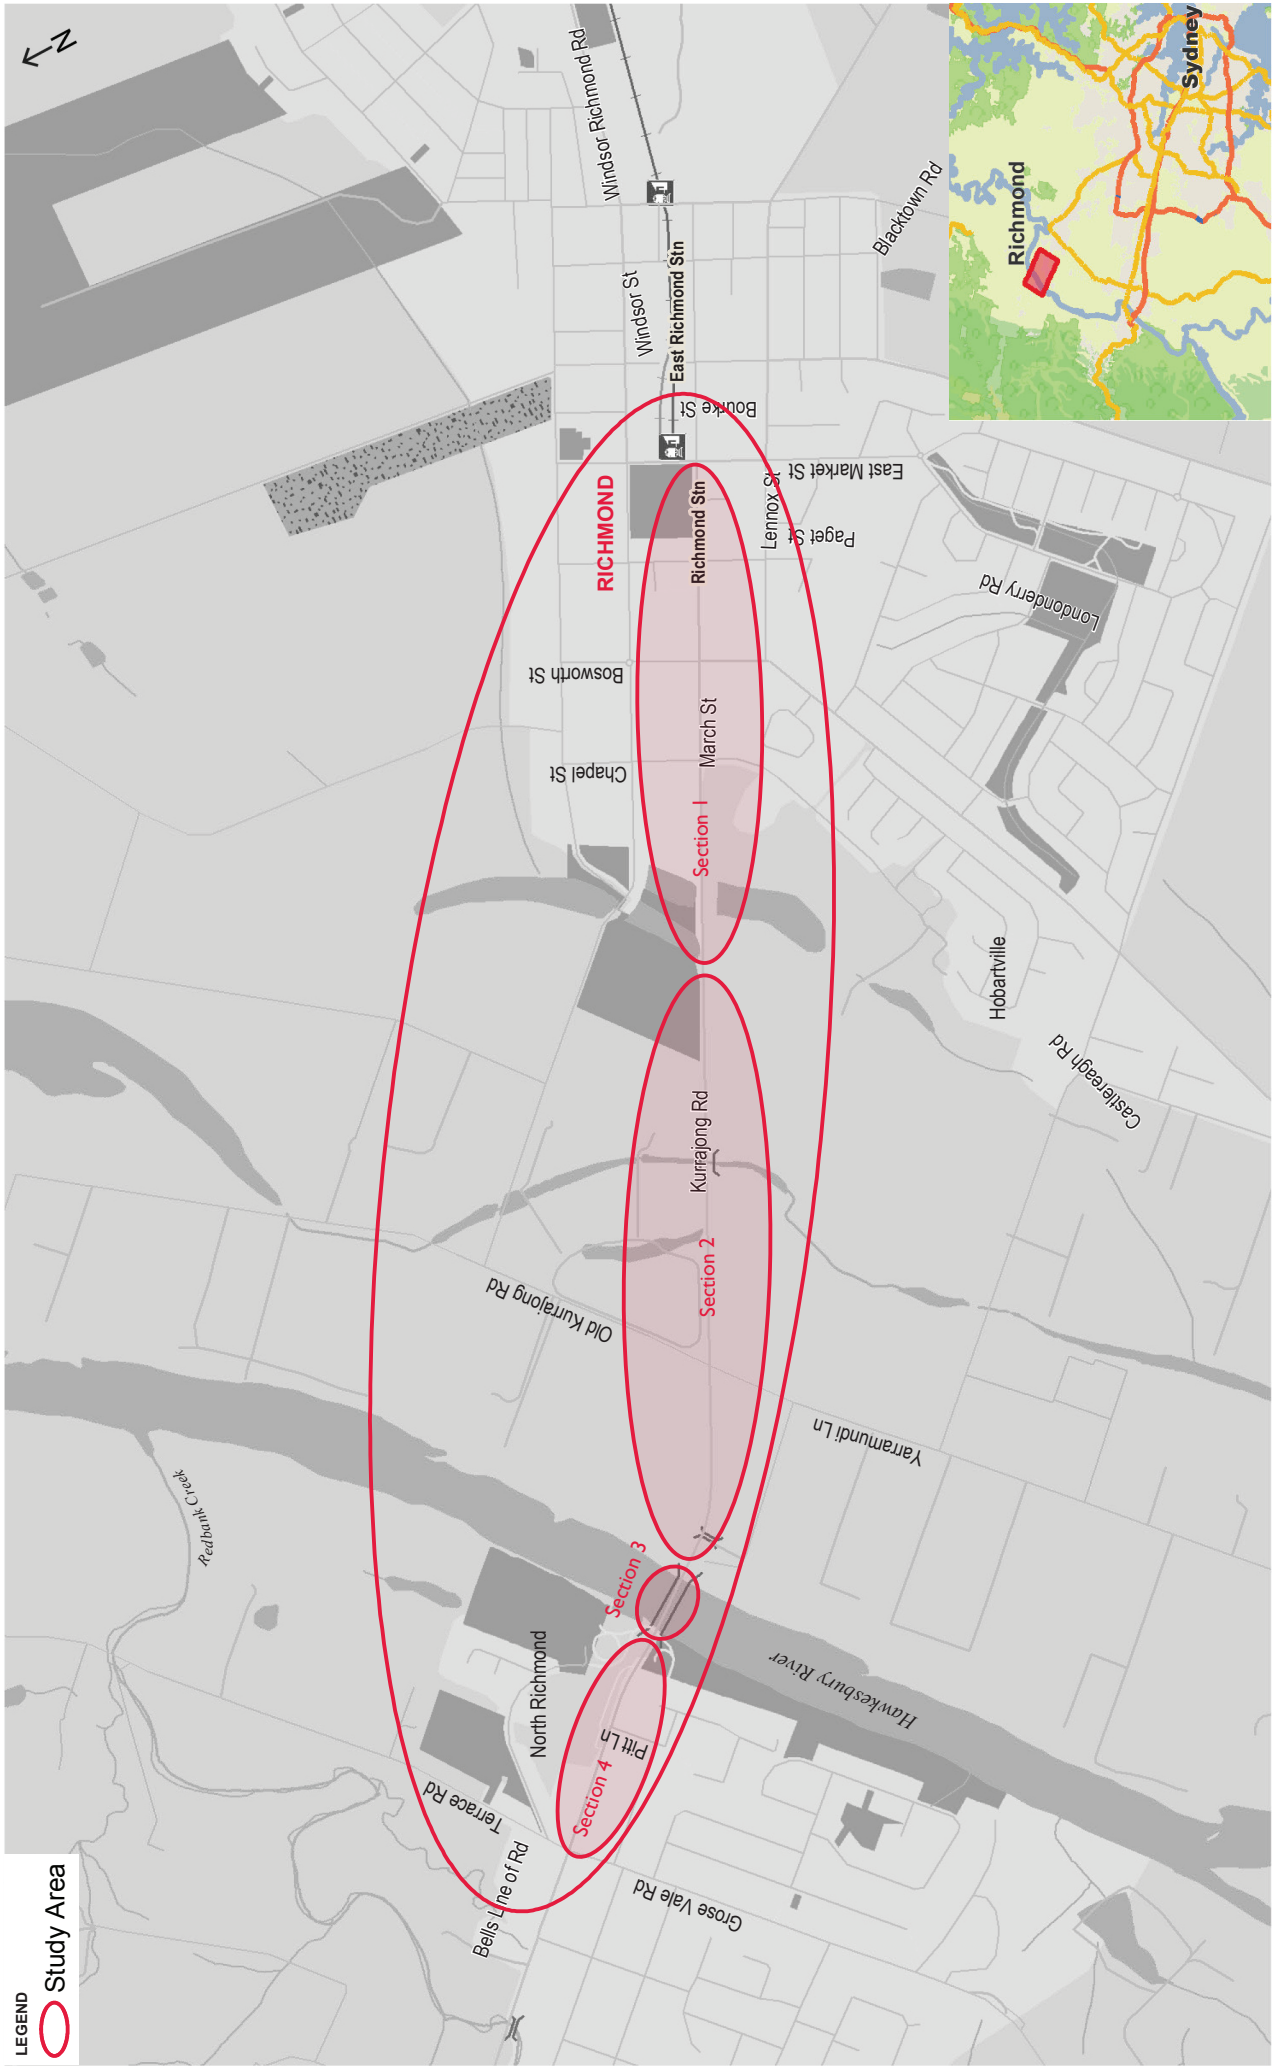 LEGEND
Study Area
N
Bells Line of Rd
Terrace Rd
Grose Vale Rd
North Richmond
Pitt Ln
Section 4
Section 3
Redbank Creek
Hawkesbury River
Yarramundi Ln
Old Kurrajong Rd
Section 2
Kurrajong Rd
Castlereagh Rd
Hobartville
Section 1
March St
Chapel St
Bosworth St
RICHMOND
Richmond Stn
Lennox St
Paget St
East Market St
Londonderry Rd
Bourke St
Windsor St
East Richmond Stn
Windsor Richmond Rd
Blacktown Rd
Richmond
Sydney